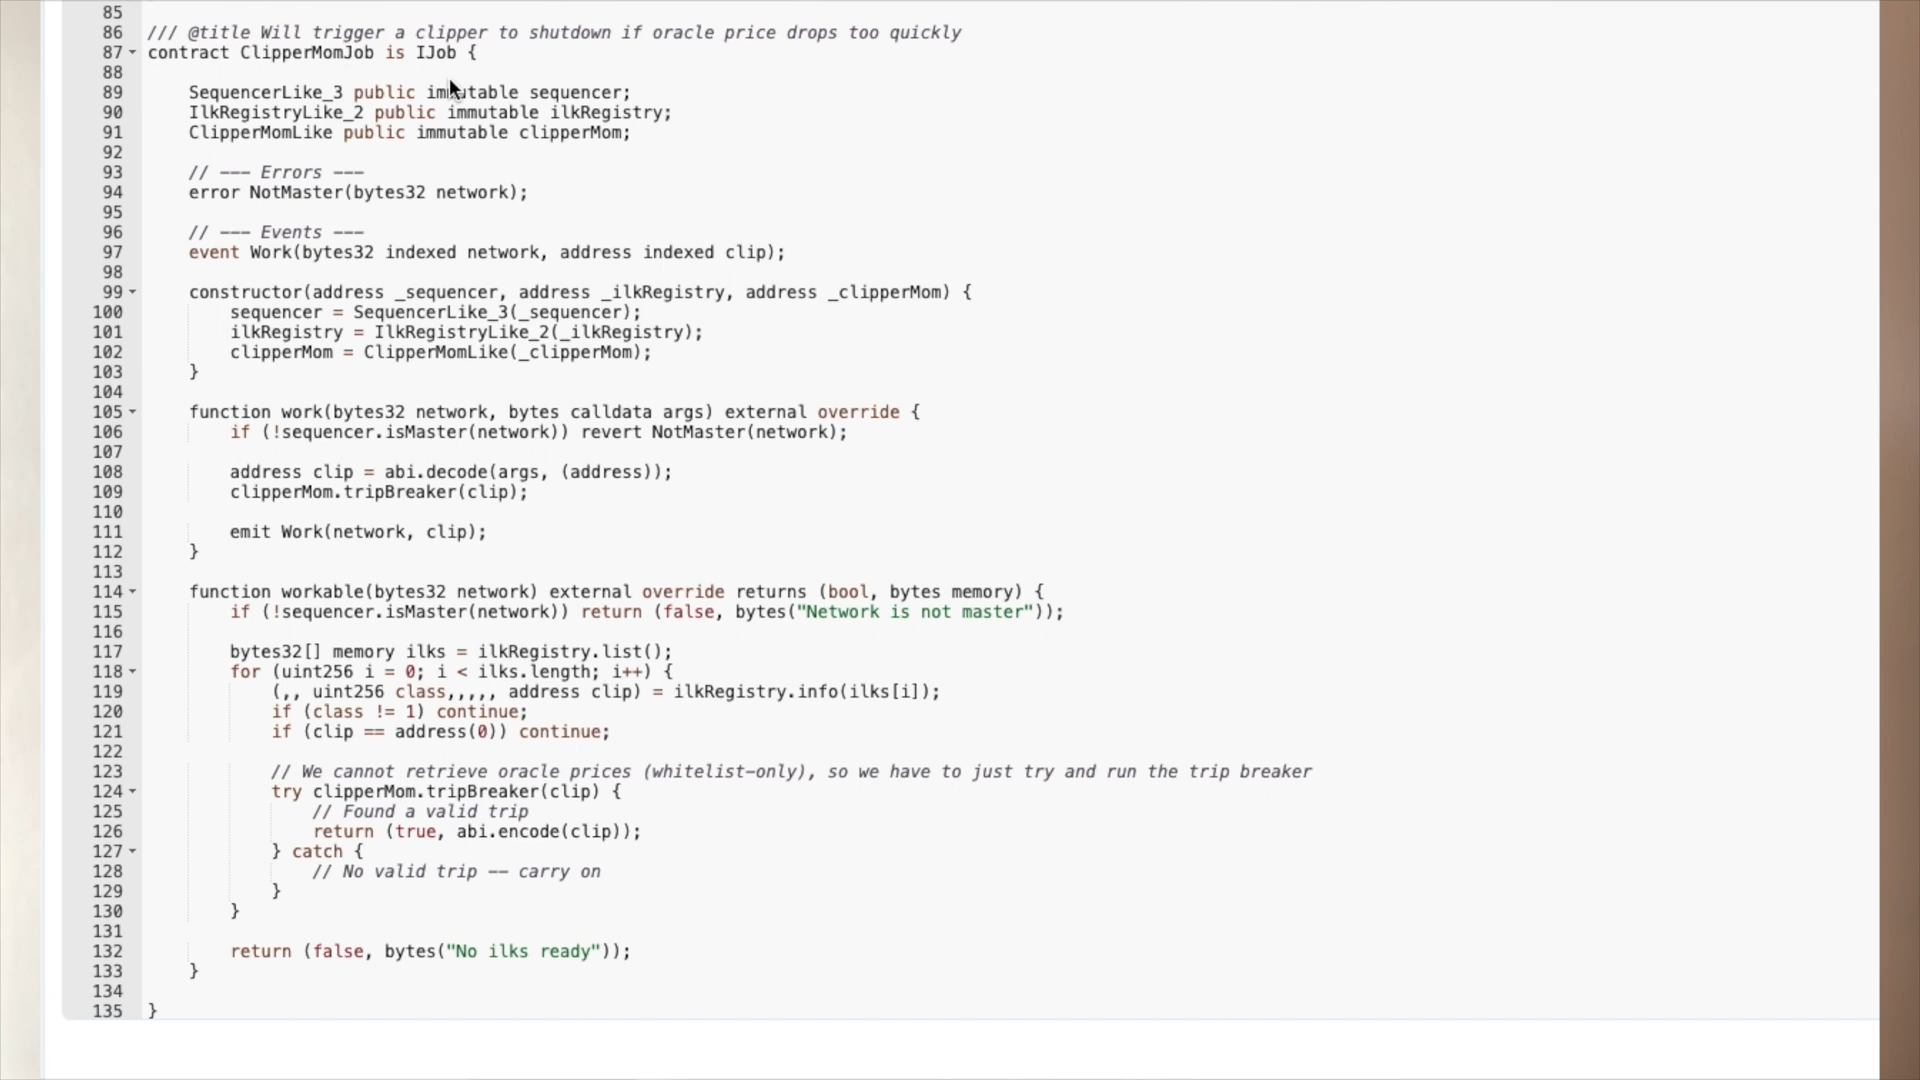 85
86 /// @title Will trigger a clipper to shutdown if oracle price drops too quickly
87 contract ClipperMomJob is IJob {
88
89     SequencerLike_3 public immutable sequencer;
90     IlkRegistryLike_2 public immutable ilkRegistry;
91     ClipperMomLike public immutable clipperMom;
92
93     // --- Errors ---
94     error NotMaster(bytes32 network);
95
96     // --- Events ---
97     event Work(bytes32 indexed network, address indexed clip);
98
99     constructor(address _sequencer, address _ilkRegistry, address _clipperMom) {
100         sequencer = SequencerLike_3(_sequencer);
101         ilkRegistry = IlkRegistryLike_2(_ilkRegistry);
102         clipperMom = ClipperMomLike(_clipperMom);
103     }
104
105     function work(bytes32 network, bytes calldata args) external override {
106         if (!sequencer.isMaster(network)) revert NotMaster(network);
107
108         address clip = abi.decode(args, (address));
109         clipperMom.tripBreaker(clip);
110
111         emit Work(network, clip);
112     }
113
114     function workable(bytes32 network) external override returns (bool, bytes memory) {
115         if (!sequencer.isMaster(network)) return (false, bytes("Network is not master"));
116
117         bytes32[] memory ilks = ilkRegistry.list();
118         for (uint256 i = 0; i < ilks.length; i++) {
119             (,, uint256 class,,,,, address clip) = ilkRegistry.info(ilks[i]);
120             if (class != 1) continue;
121             if (clip == address(0)) continue;
122
123             // We cannot retrieve oracle prices (whitelist-only), so we have to just try and run the trip breaker
124             try clipperMom.tripBreaker(clip) {
125                 // Found a valid trip
126                 return (true, abi.encode(clip));
127             } catch {
128                 // No valid trip -- carry on
129             }
130         }
131
132         return (false, bytes("No ilks ready"));
133     }
134
135 }